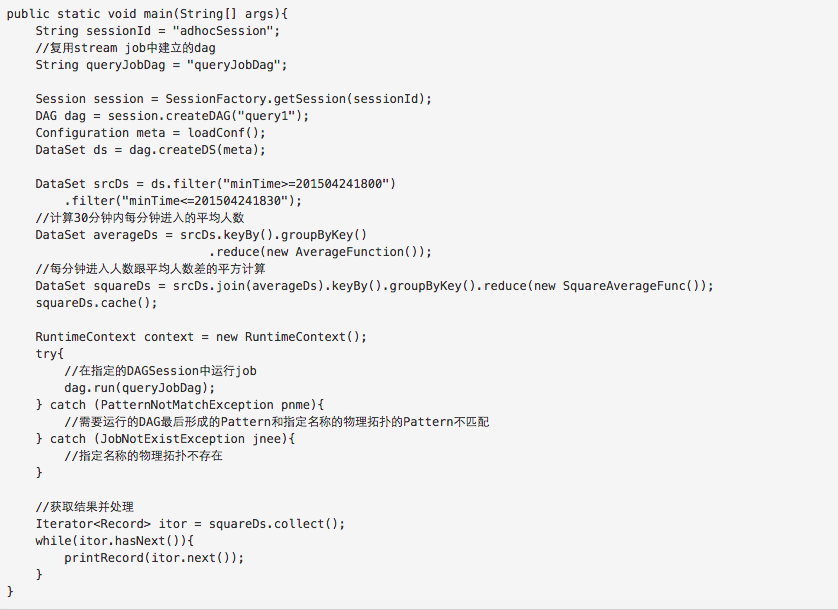 public static void main(String[] args){
    String sessionId = "adhocSession";
    //复用stream job中建立的dag
    String queryJobDag = "queryJobDag";

    Session session = SessionFactory.getSession(sessionId);
    DAG dag = session.createDAG("query1");
    Configuration meta = loadConf();
    DataSet ds = dag.createDS(meta);

    DataSet srcDs = ds.filter("minTime>=201504241800")
        .filter("minTime<=201504241830");
    //计算30分钟内每分钟进入的平均人数
    DataSet averageDs = srcDs.keyBy().groupByKey()
                            .reduce(new AverageFunction());
    //每分钟进入人数跟平均人数差的平方计算
    DataSet squareDs = srcDs.join(averageDs).keyBy().groupByKey().reduce(new SquareAverageFunc());
    squareDs.cache();

    RuntimeContext context = new RuntimeContext();
    try{
        //在指定的DAGSession中运行job
        dag.run(queryJobDag);
    } catch (PatternNotMatchException pnme){
        //需要运行的DAG最后形成的Pattern和指定名称的物理拓扑的Pattern不匹配
    } catch (JobNotExistException jnee){
        //指定名称的物理拓扑不存在
    }

    //获取结果并处理
    Iterator<Record> itor = squareDs.collect();
    while(itor.hasNext()){
        printRecord(itor.next());
    }
}